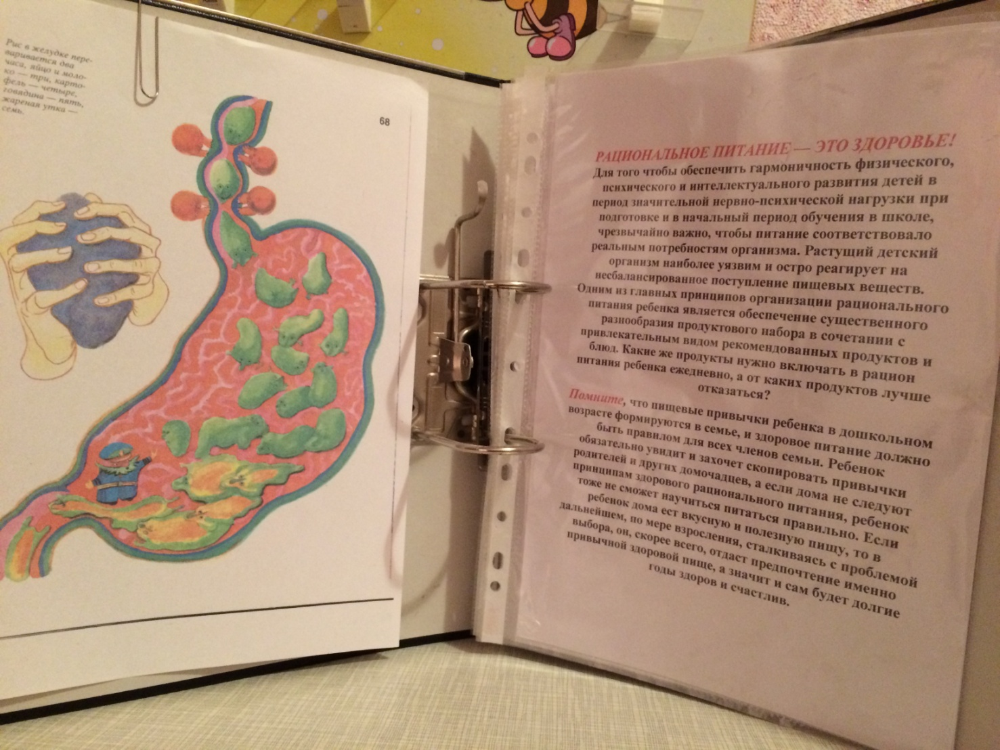 Рис в желудке пере-
варивается два
часа, яйцо и моло-
ко — три, карто-
фель — четыре,
говядина — пять,
жареная утка —
семь.
68
РАЦИОНАЛЬНОЕ ПИТАНИЕ — ЭТО ЗДОРОВЬЕ!
Для того чтобы обеспечить гармоничность физического,
психического и интеллектуального развития детей в
период значительной нервно-психической нагрузки при
подготовке и в начальный период обучения в школе,
чрезвычайно важно, чтобы питание соответствовало
реальным потребностям организма. Растущий детский
организм наиболее уязвим и остро реагирует на
несбалансированное поступление пищевых веществ.
Одним из главных принципов организации рационального
питания ребенка является обеспечение существенного
разнообразия продуктового набора в сочетании с
привлекательным видом рекомендованных продуктов и
блюд. Какие же продукты нужно включать в рацион
питания ребенка ежедневно, а от каких продуктов лучше
отказаться?
Помните, что пищевые привычки ребенка в дошкольном
возрасте формируются в семье, и здоровое питание должно
быть правилом для всех членов семьи. Ребенок
обязательно увидит и захочет скопировать привычки
родителей и других домочадцев, а если дома не следуют
принципам здорового рационального питания, ребенок
тоже не сможет научиться питаться правильно. Если
ребенок дома ест вкусную и полезную пищу, то в
дальнейшем, по мере взросления, сталкиваясь с проблемой
выбора, он, скорее всего, отдаст предпочтение именно
привычной здоровой пище, а значит и сам будет долгие
годы здоров и счастлив.